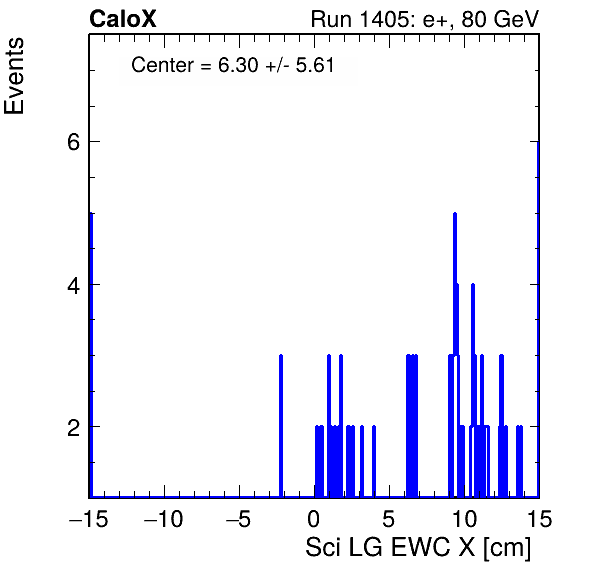 CaloX Run 1405: e+, 80 GeV
Events
Center = 6.30 +/- 5.61
6
4
2
−15 −10 −5 0 5 10 15
Sci LG EWC X [cm]